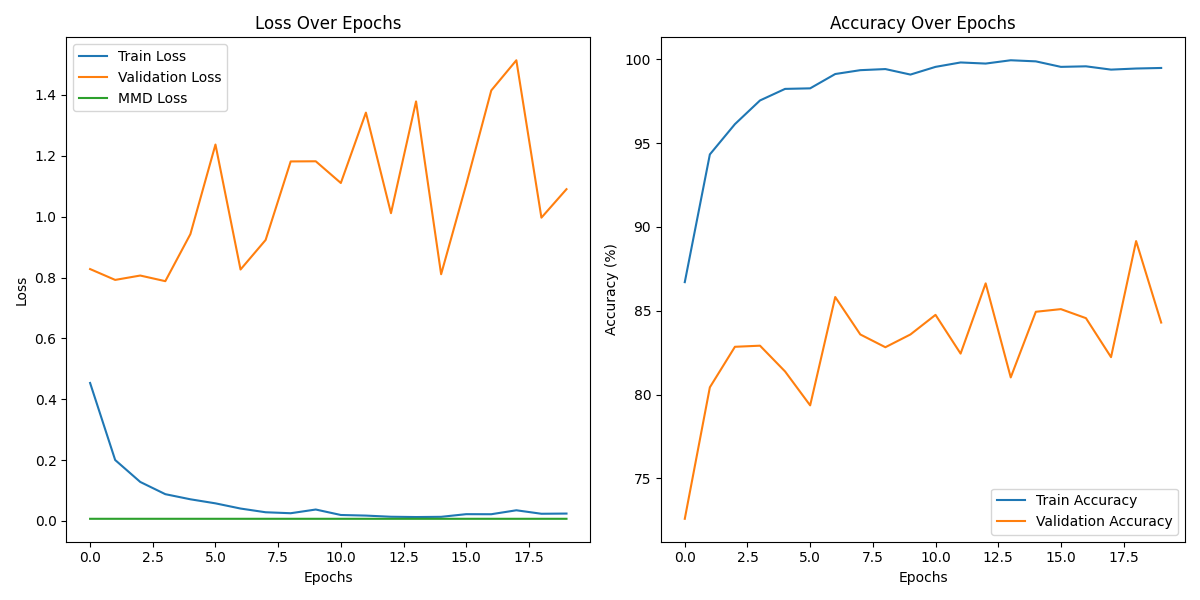 Loss Over Epochs
Train Loss
Validation Loss
MMD Loss
1.4
1.2
1.0
0.8
0.6
0.4
0.2
0.0
Loss
0.0 2.5 5.0 7.5 10.0 12.5 15.0 17.5
Epochs
Accuracy Over Epochs
100
95
90
85
80
75
Accuracy (%)
Train Accuracy
Validation Accuracy
0.0 2.5 5.0 7.5 10.0 12.5 15.0 17.5
Epochs